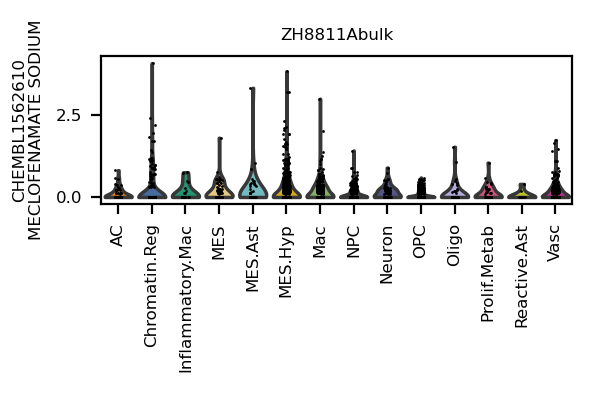 ZH8811Abulk
CHEMBL1562610
MECLOFENAMATE SODIUM
2.5
0.0
AC
Chromatin.Reg
Inflammatory.Mac
MES
MES.Ast
MES.Hyp
Mac
NPC
Neuron
OPC
Oligo
Prolif.Metab
Reactive.Ast
Vasc